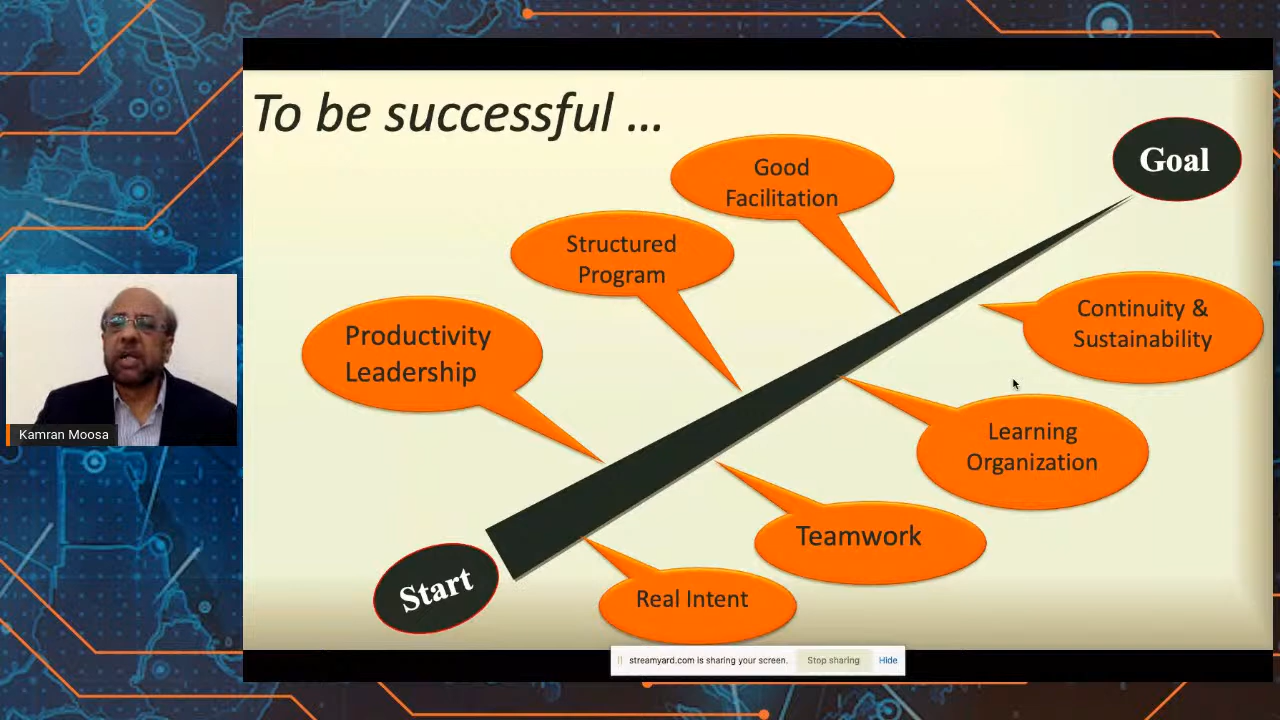 To be successful ...
Goal
Good
Facilitation
Structured
Program
Continuity &
Sustainability
Productivity
Leadership
Learning
Organization
Teamwork
Start
Real Intent
Kamran Moosa
streamyard.com is sharing your screen.
Stop sharing
Hide